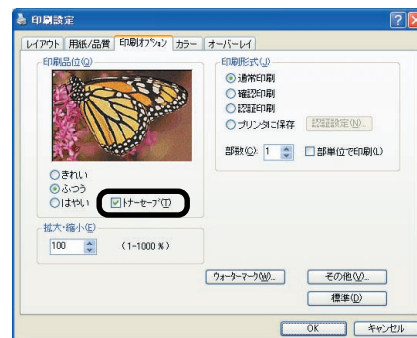 印刷設定
レイアウト 用紙/品質 印刷オプション カラー オーバーレイ
印刷品位(Q)
きれい
ふつう
はやい
トナーセーブ(T)
拡大・縮小(E)
100 (1-1000 %)
印刷形式(J)
通常印刷
確認印刷
認証印刷
プリンタに保存 認証設定(N)...
部数(C): 1 部単位で印刷(L)
ウォーターマーク(W)... その他(V)...
標準(D)
OK キャンセル